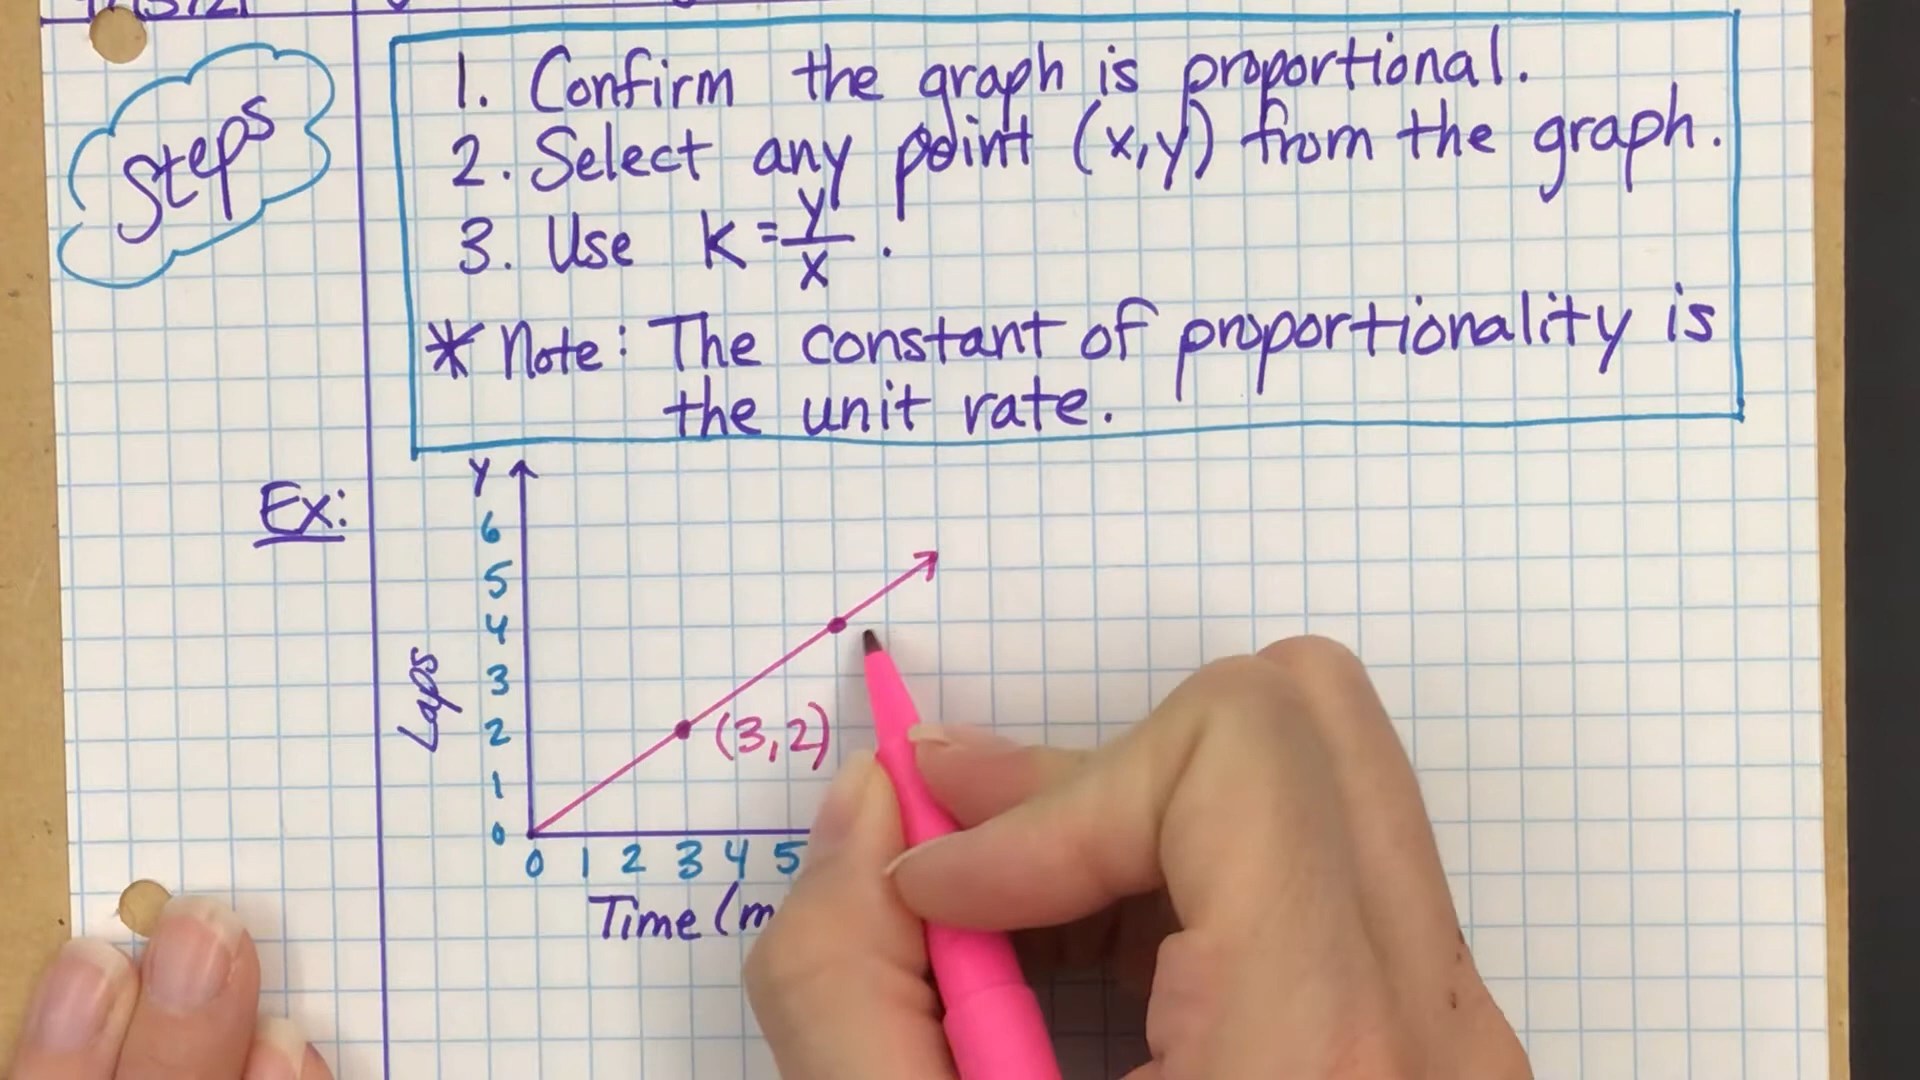 1. Confirm the graph is proportional.
Steps
2. Select any point (x,y) from the graph.
3. Use K = y/x.
* Note: The constant of proportionality is
the unit rate.
Ex:
y
6
5
4
3
2
1
0
Laps
(3,2)
0 1 2 3 4 5
Time (m